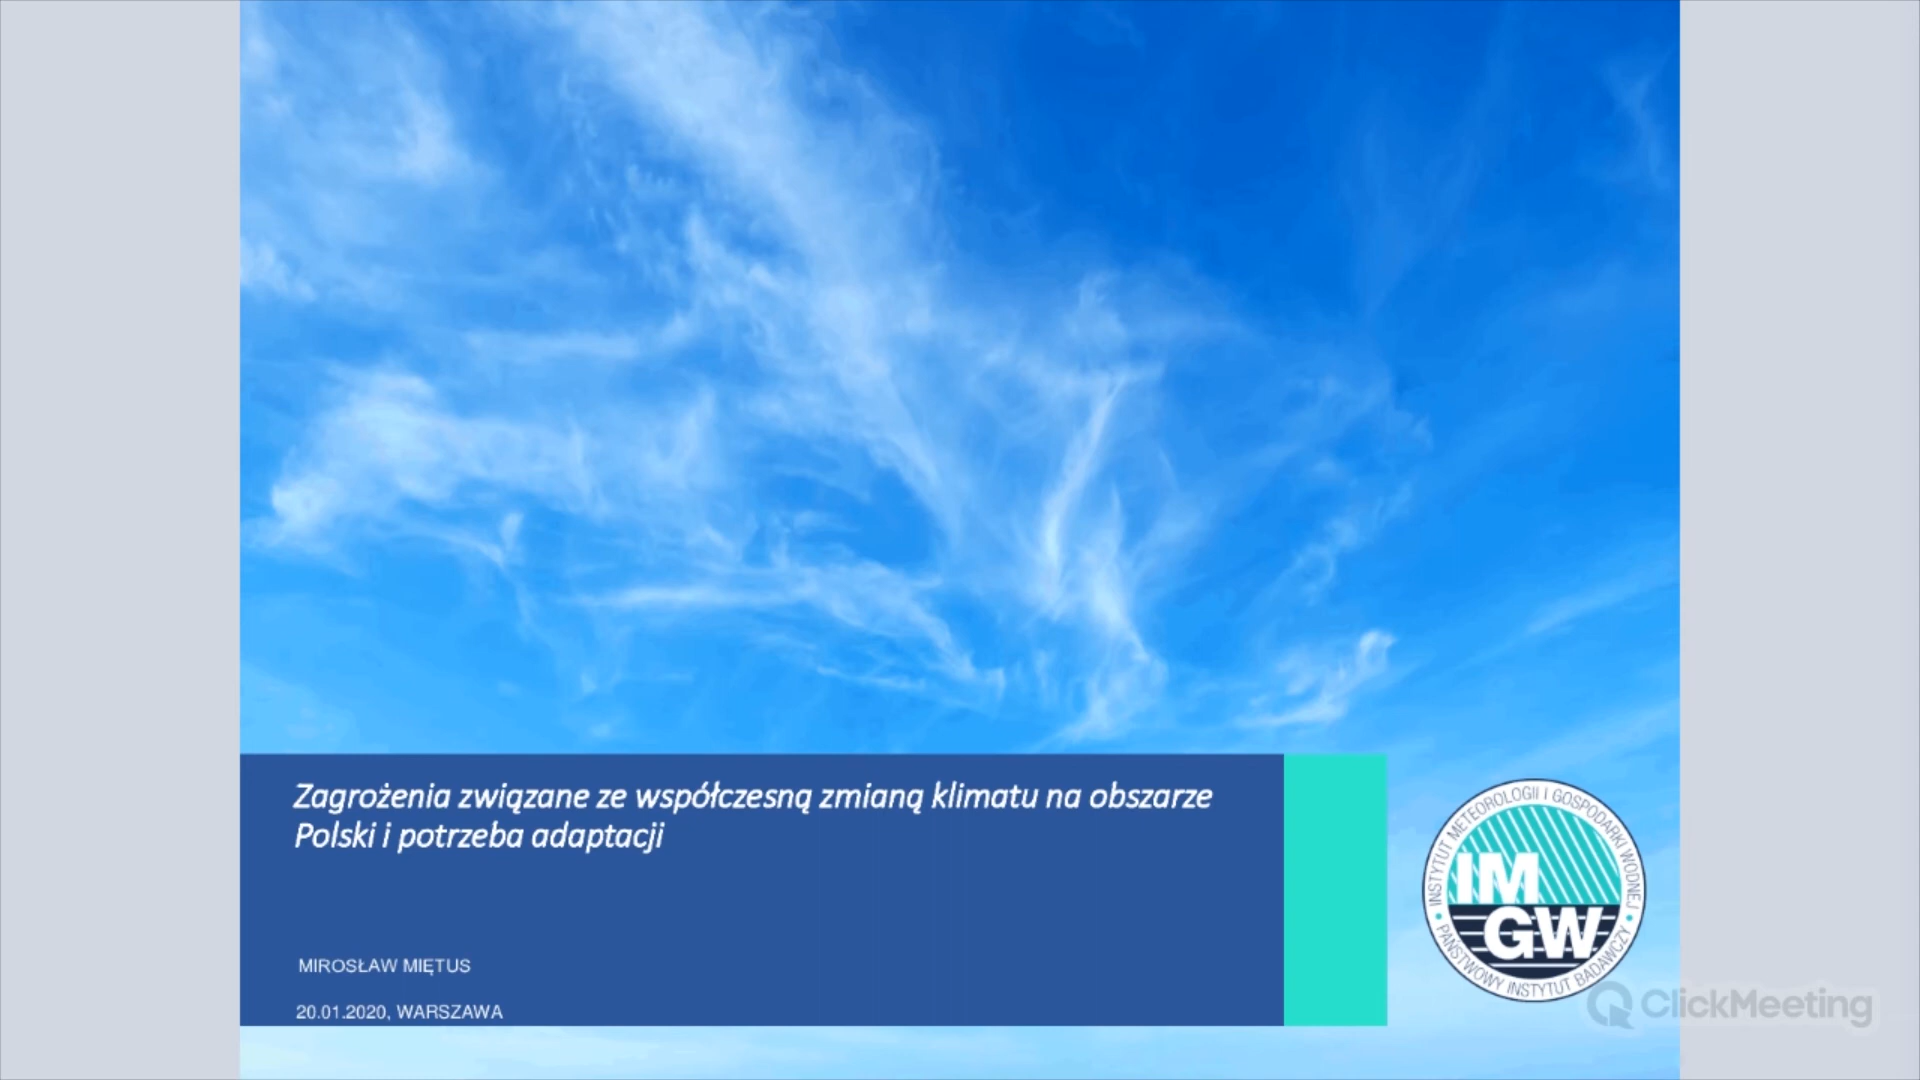 Zagrożenia związane ze współczesną zmianą klimatu na obszarze
Polski i potrzeba adaptacji
MIROSŁAW MIĘTUS
20.01.2020, WARSZAWA
INSTYTUT METEOROLOGII I GOSPODARKI WODNEJ
IM
GW
PAŃSTWOWY INSTYTUT BADAWCZY
ClickMeeting